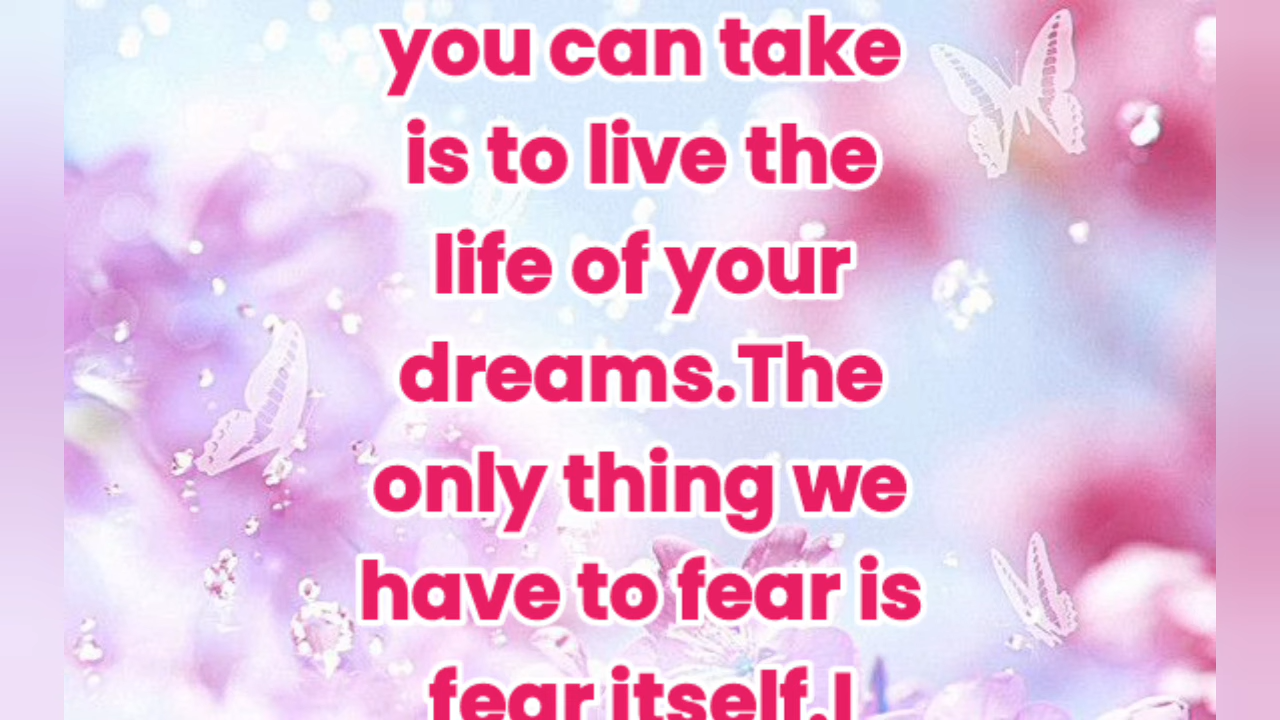 you can take
is to live the
life of your
dreams.The
only thing we
have to fear is
fear itself.I